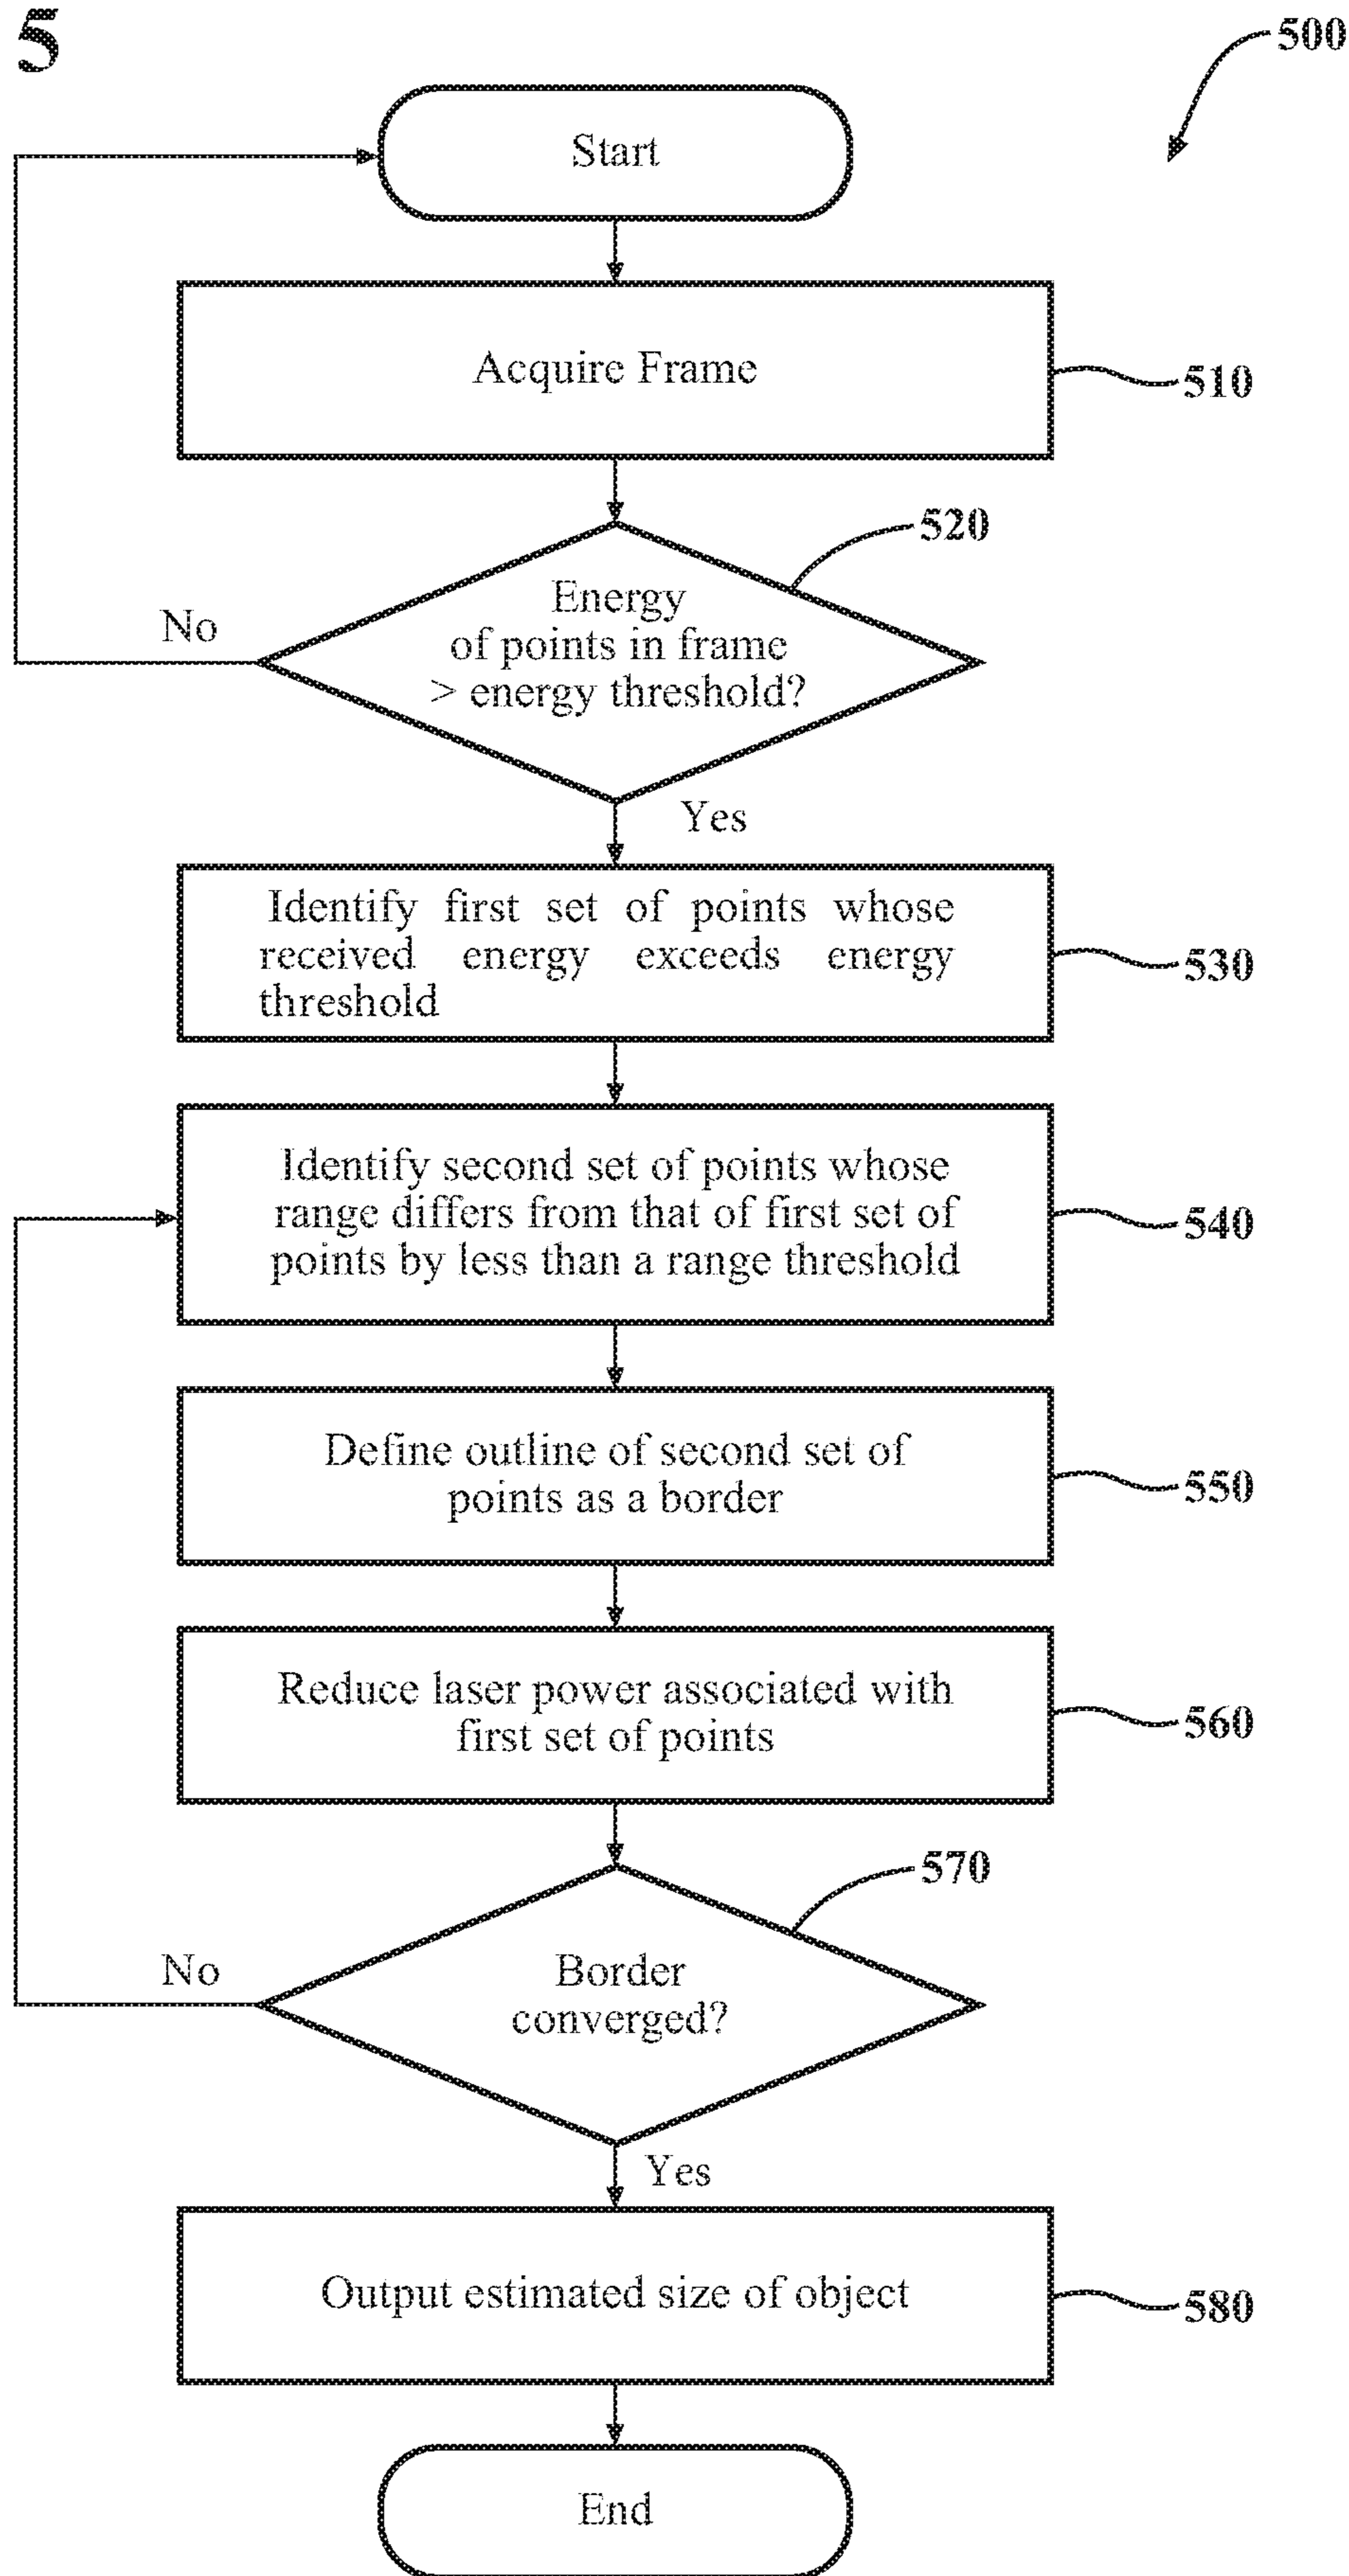 5
500
Start
Acquire Frame
510
520
Energy
of points in frame
> energy threshold?
No
Yes
Identify first set of points whose
received energy exceeds energy
threshold
530
Identify second set of points whose
range differs from that of first set of
points by less than a range threshold
540
Define outline of second set of
points as a border
550
Reduce laser power associated with
first set of points
560
570
Border
converged?
No
Yes
Output estimated size of object
580
End